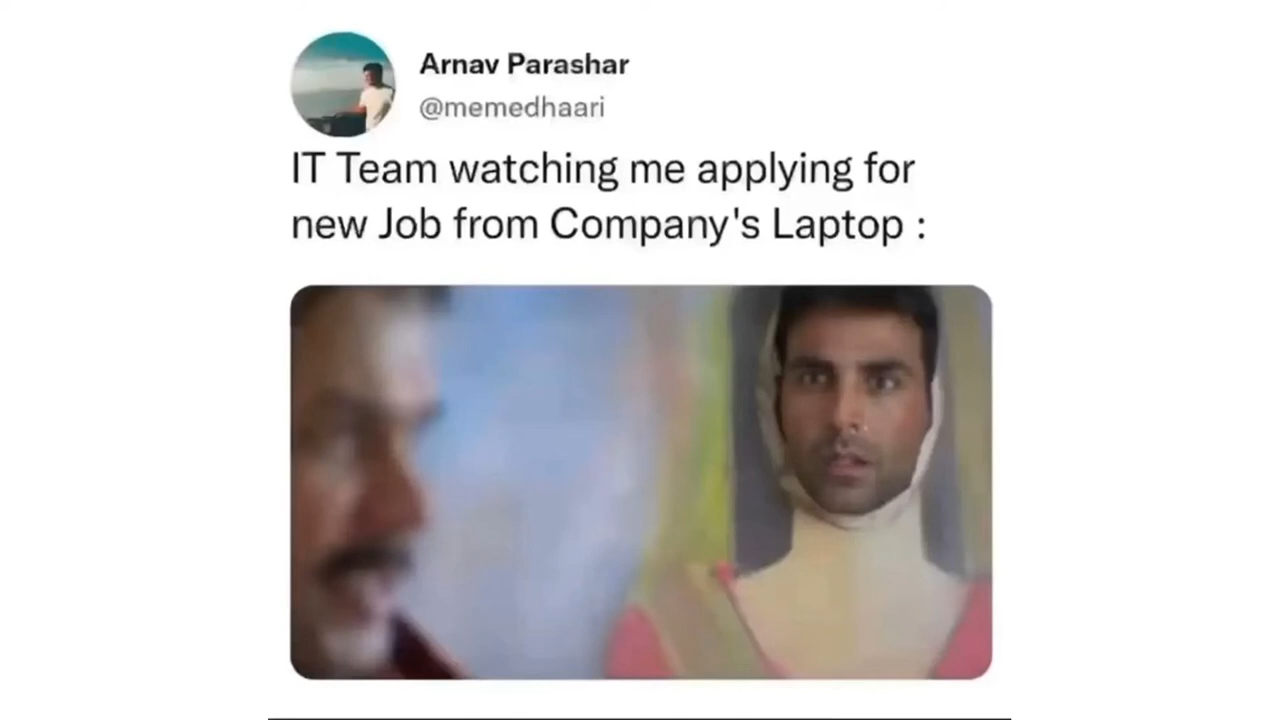 Arnav Parashar
@memedhaari
IT Team watching me applying for
new Job from Company's Laptop :